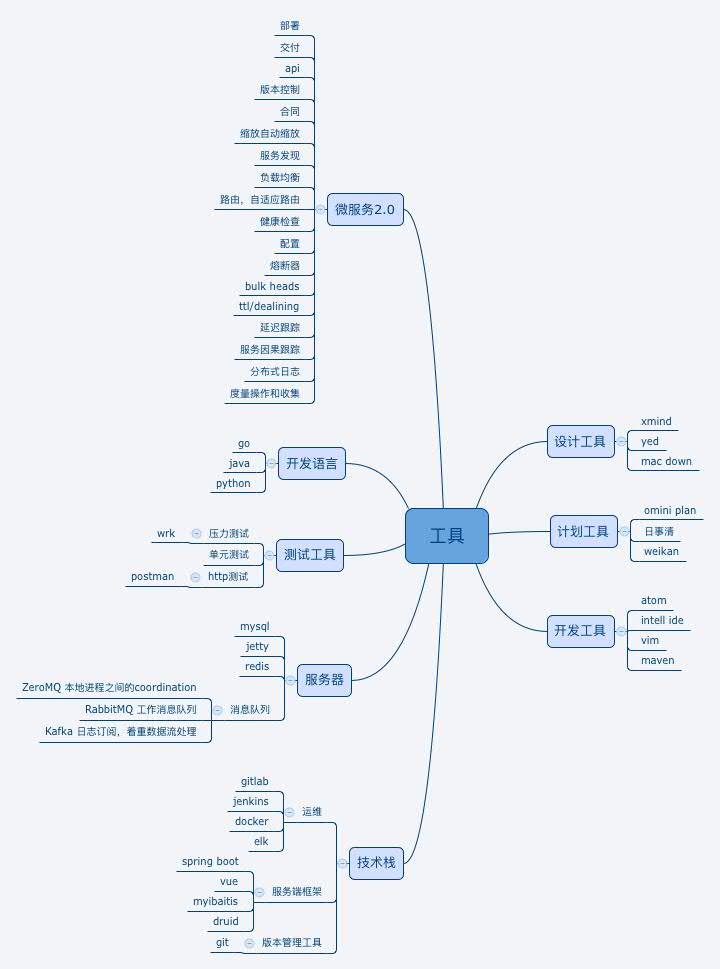 部署
交付
api
版本控制
合同
缩放自动缩放
服务发现
负载均衡
路由，自适应路由
微服务2.0
健康检查
配置
熔断器
bulk heads
ttl/dealining
延迟跟踪
服务因果跟踪
分布式日志
度量操作和收集
go
java
开发语言
python
wrk
压力测试
单元测试
测试工具
postman
http测试
mysql
jetty
redis
服务器
ZeroMQ 本地进程之间的coordination
RabbitMQ 工作消息队列
消息队列
Kafka 日志订阅，着重数据流处理
gitlab
jenkins
运维
docker
elk
技术栈
spring boot
vue
服务端框架
myibaitis
druid
git
版本管理工具
工具
设计工具
xmind
yed
mac down
计划工具
omini plan
日事清
weikan
开发工具
atom
intell ide
vim
maven